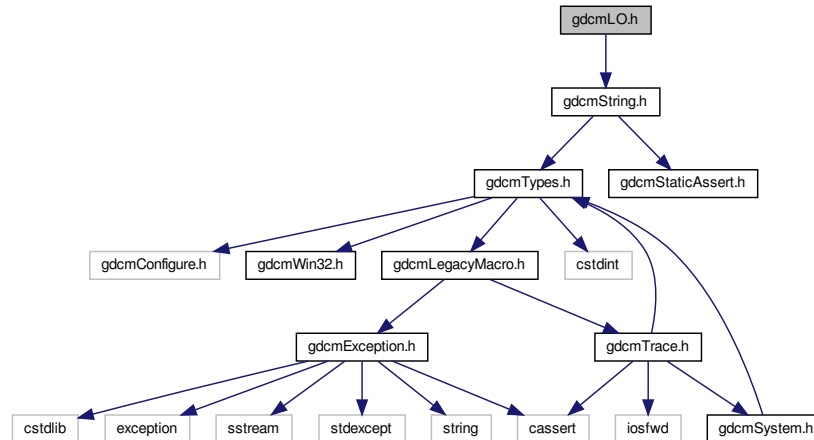 gdcmLO.h
gdcmString.h
gdcmTypes.h
gdcmStaticAssert.h
gdcmConfigure.h
gdcmWin32.h
gdcmLegacyMacro.h
cstdint
gdcmException.h
gdcmTrace.h
cstdlib
exception
sstream
stdexcept
string
cassert
iosfwd
gdcmSystem.h